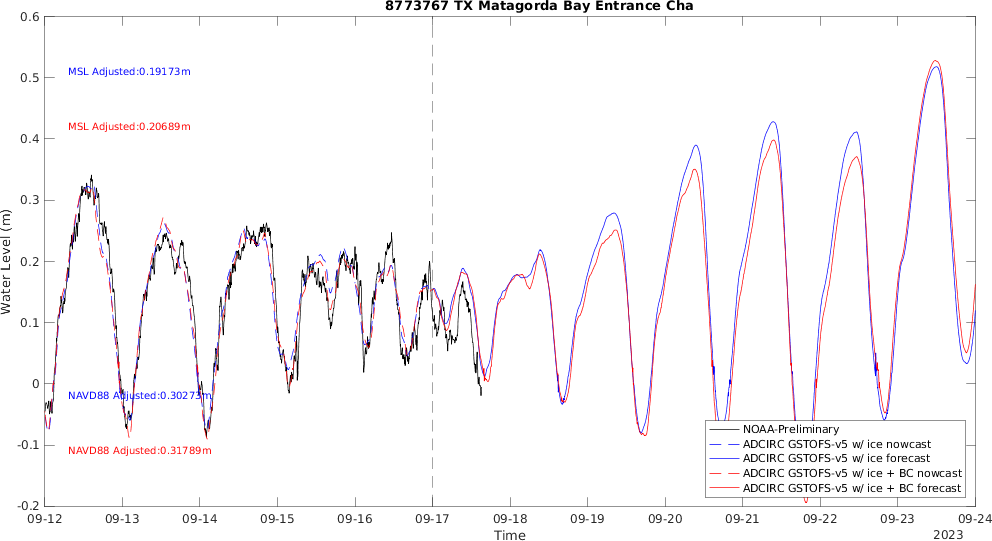 8773767 TX Matagorda Bay Entrance Cha
0.6
0.5
0.4
0.3
0.2
0.1
0
-0.1
-0.2
Water Level (m)
MSL Adjusted:0.19173m
MSL Adjusted:0.20689m
NAVD88 Adjusted:0.30273m
NAVD88 Adjusted:0.31789m
NOAA-Preliminary
ADCIRC GSTOFS-v5 w/ ice nowcast
ADCIRC GSTOFS-v5 w/ ice forecast
ADCIRC GSTOFS-v5 w/ ice + BC nowcast
ADCIRC GSTOFS-v5 w/ ice + BC forecast
09-12 09-13 09-14 09-15 09-16 09-17 09-18 09-19 09-20 09-21 09-22 09-23 09-24
Time
2023